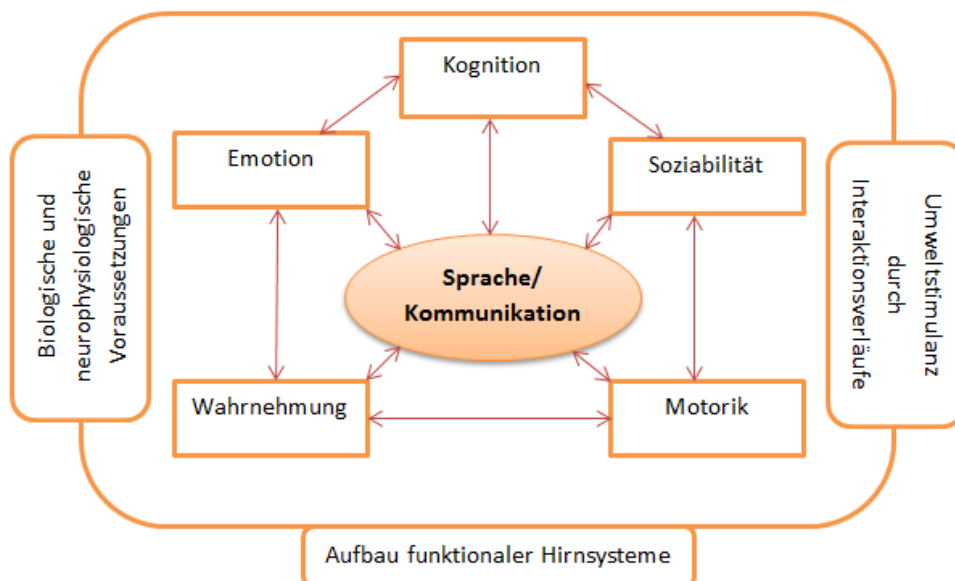 Kognition
Emotion
Soziabilität
Biologische und
neurophysiologische
Voraussetzungen
Sprache/
Kommunikation
Umweltstimulanz
durch
Interaktionsverläufe
Wahrnehmung
Motorik
Aufbau funktionaler Hirnsysteme